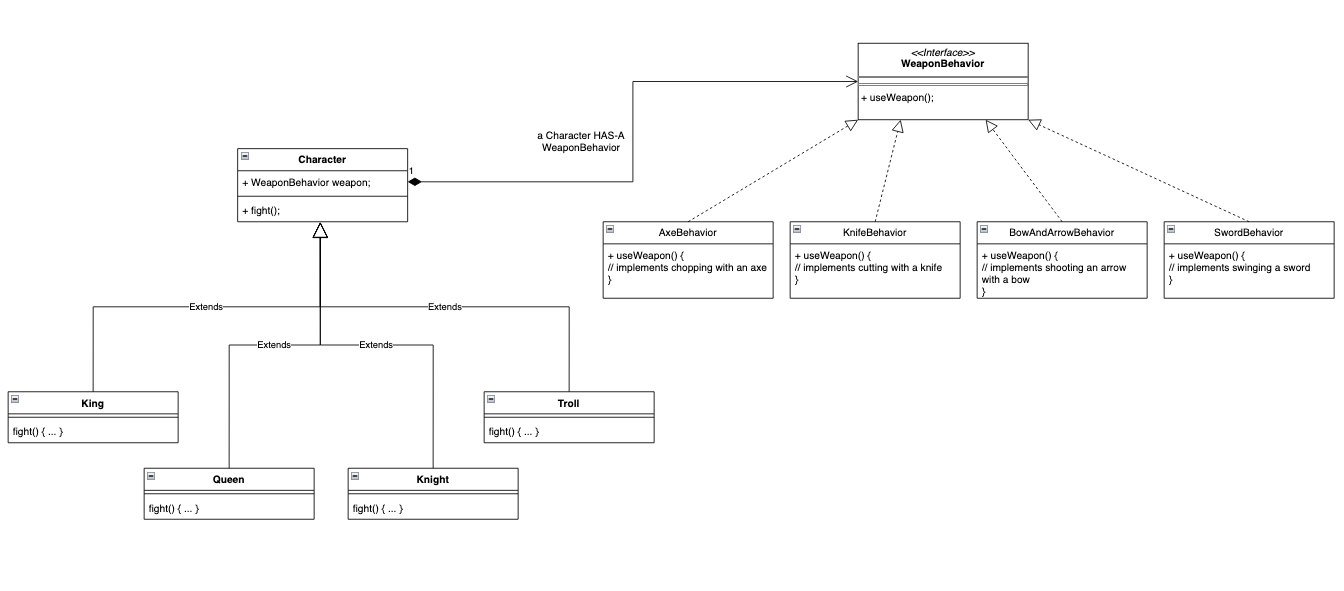 <<Interface>>
WeaponBehavior
+ useWeapon();
a Character HAS-A
WeaponBehavior
Character
1
+ WeaponBehavior weapon;
+ fight();
AxeBehavior
+ useWeapon() {
// implements chopping with an axe
}
KnifeBehavior
+ useWeapon() {
// implements cutting with a knife
}
BowAndArrowBehavior
+ useWeapon() {
// implements shooting an arrow
with a bow
}
SwordBehavior
+ useWeapon() {
// implements swinging a sword
}
Extends
Extends
Extends
Extends
King
fight() { ... }
Troll
fight() { ... }
Queen
fight() { ... }
Knight
fight() { ... }